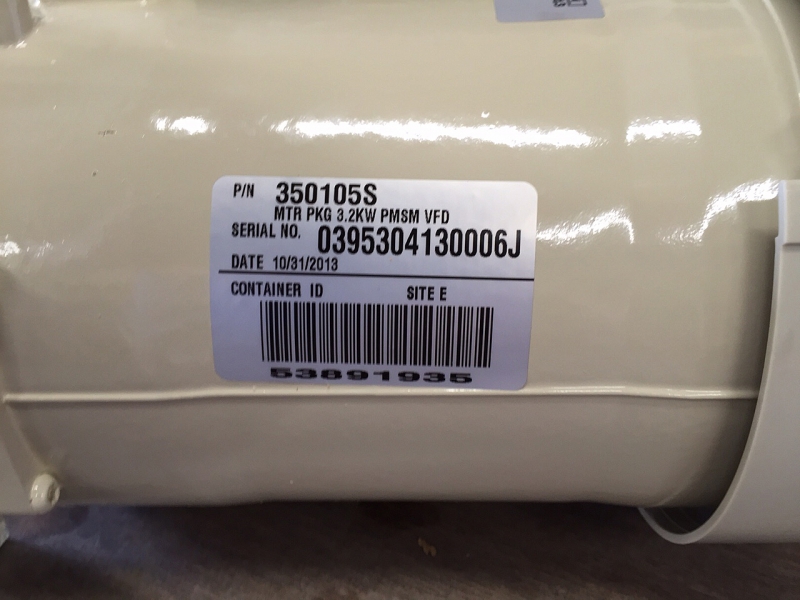 P/N 350105S
MTR PKG 3.2KW PMSM VFD
SERIAL NO. 0395304130006J
DATE 10/31/2013
CONTAINER ID SITE E
53891935